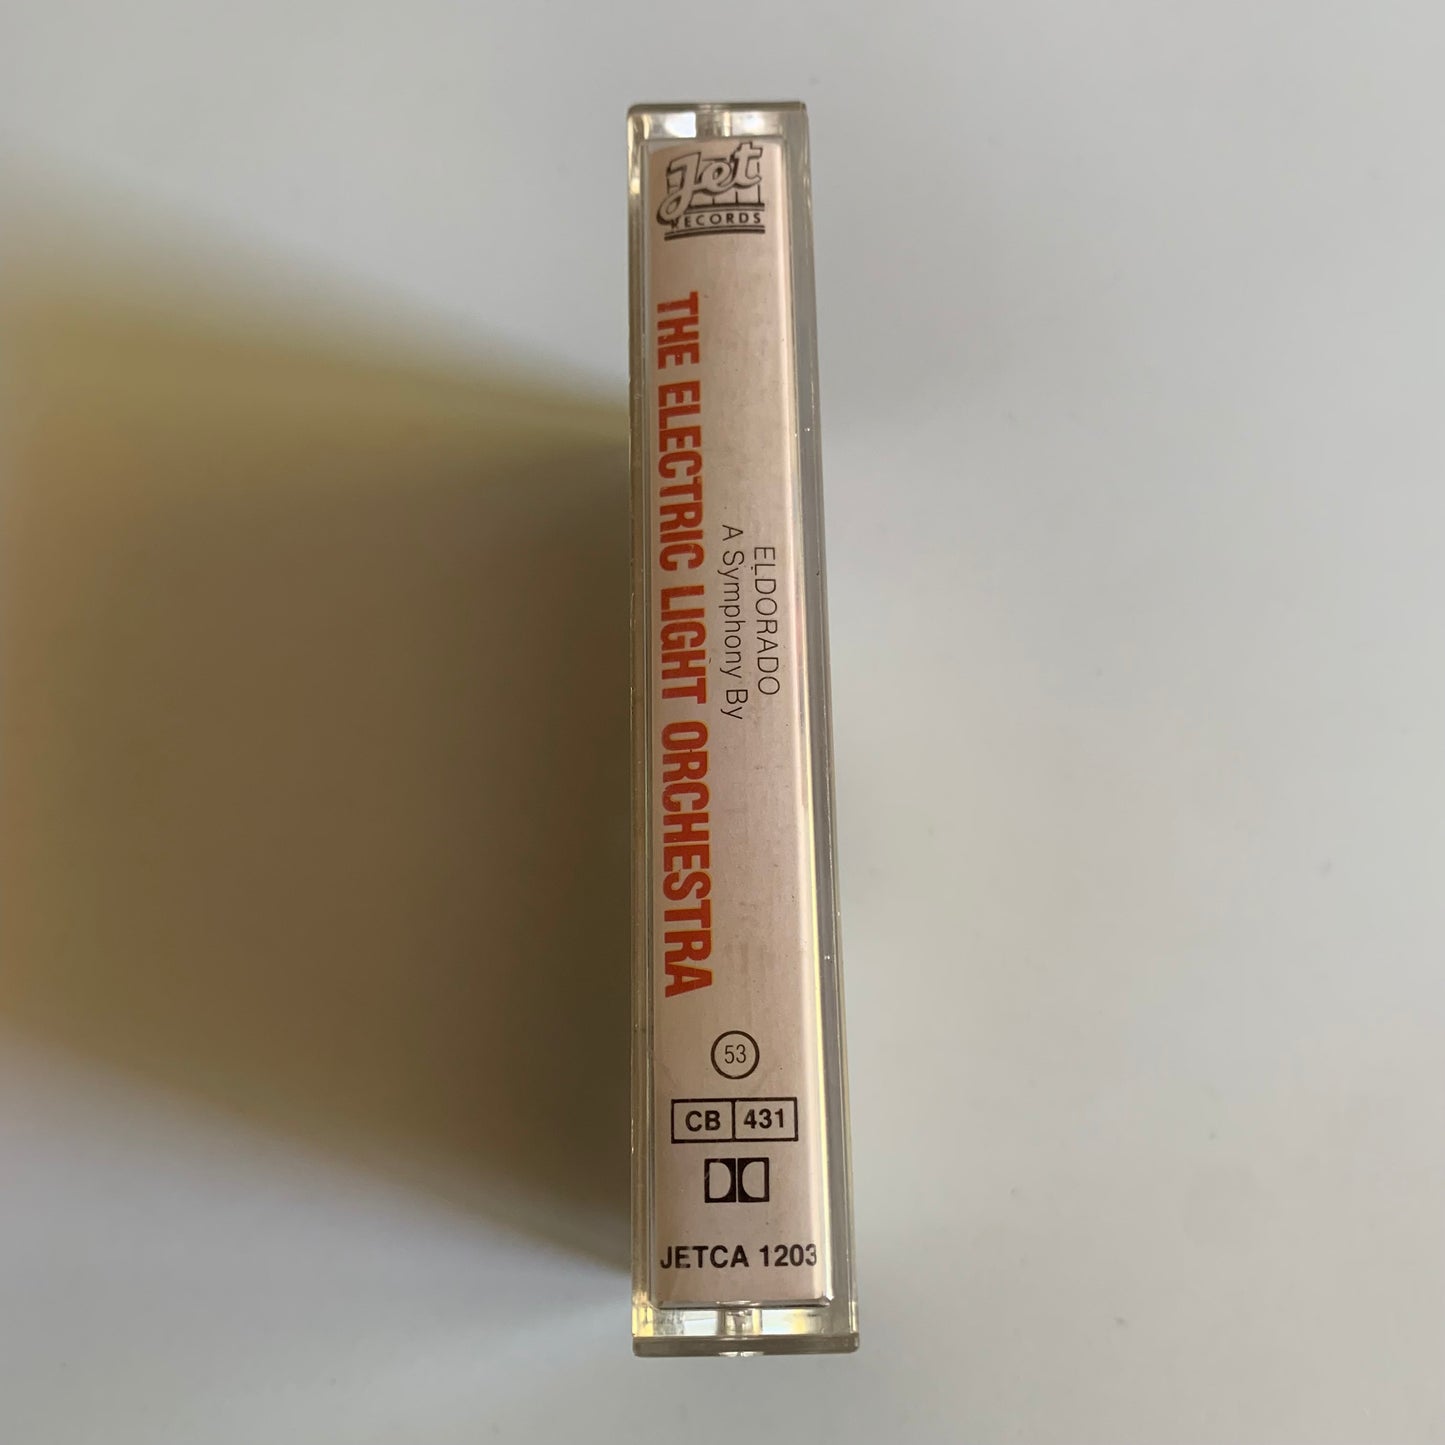 Jet
RECORDS
ELDORADO
A Symphony By
THE ELECTRIC LIGHT ORCHESTRA
53
CB 431
JETCA 1203